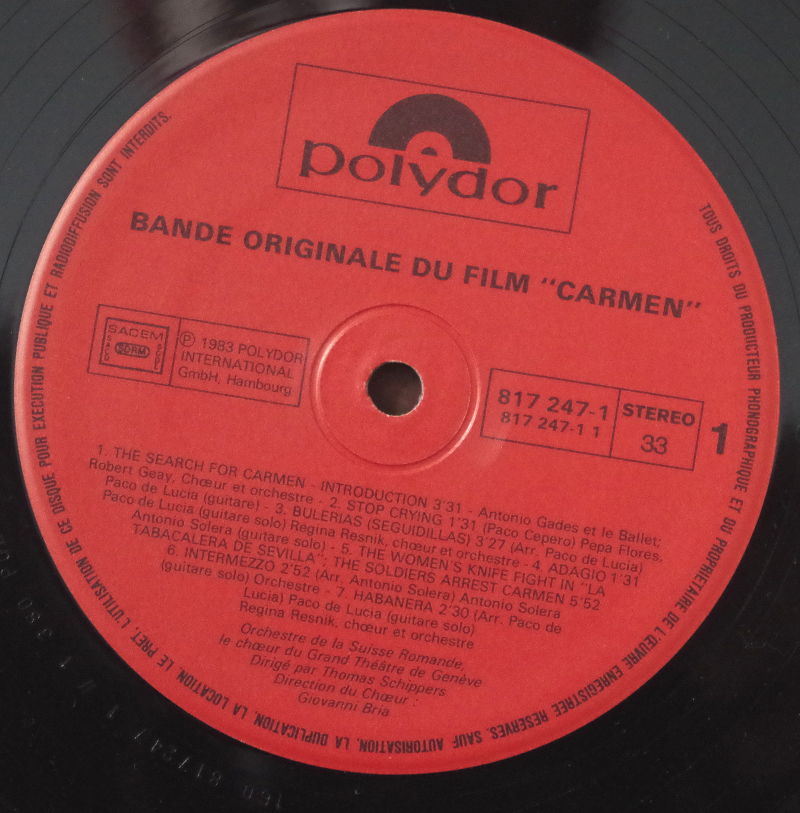 polydor
BANDE ORIGINALE DU FILM "CARMEN"
SACEM
SDRM
SACD
SGDL
Ⓟ 1983 POLYDOR
INTERNATIONAL
GmbH, Hambourg
817 247-1
817 247-1 1
STEREO
33
1
1. THE SEARCH FOR CARMEN - INTRODUCTION 3'31 - Antonio Gades et le Ballet;
Robert Geay, Chœur et orchestre - 2. STOP CRYING 1'31 (Paco Cepero) Pepa Flores,
Paco de Lucia (guitare) - 3. BULERIAS (SEGUIDILLAS) 3'27 (Arr. Paco de Lucia)
Paco de Lucia (guitare solo) Regina Resnik, chœur et orchestre - 4. ADAGIO 1'31
Antonio Solera (guitare solo) - 5. THE WOMEN'S KNIFE FIGHT IN "LA
TABACALERA DE SEVILLA"; THE SOLDIERS ARREST CARMEN 5'52
6. INTERMEZZO 2'52 (Arr. Antonio Solera) Antonio Solera
(guitare solo) Orchestre - 7. HABANERA 2'30 (Arr. Paco de
Lucia) Paco de Lucia (guitare solo)
Regina Resnik, chœur et orchestre
Orchestre de la Suisse Romande,
le chœur du Grand Théâtre de Genève
Dirigé par Thomas Schippers
Direction du Chœur :
Giovanni Bria
TOUS DROITS DU PRODUCTEUR PHONOGRAPHIQUE ET DU PROPRIETAIRE DE L'ŒUVRE ENREGISTREE RESERVES. SAUF AUTORISATION, LA DUPLICATION, LA LOCATION, LE PRET, L'UTILISATION DE CE DISQUE POUR EXECUTION PUBLIQUE ET RADIODIFFUSION SONT INTERDITS.